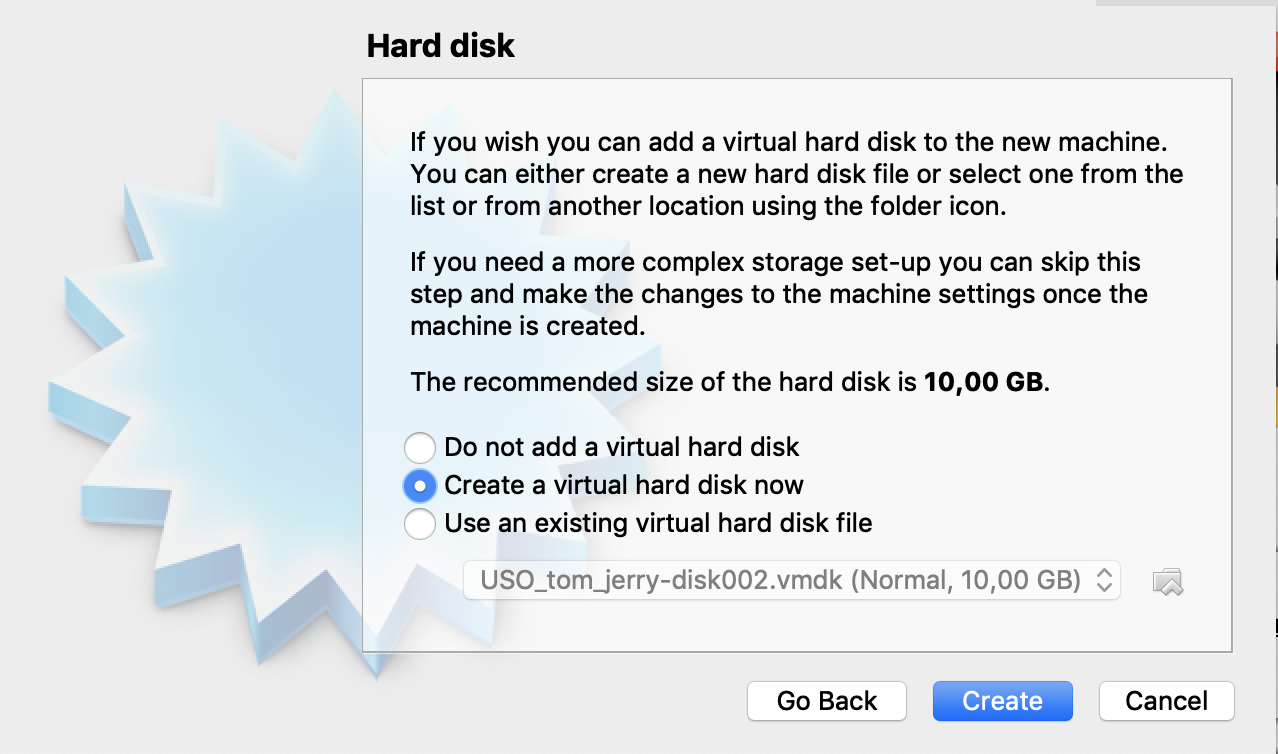 Hard disk
If you wish you can add a virtual hard disk to the new machine.
You can either create a new hard disk file or select one from the
list or from another location using the folder icon.
If you need a more complex storage set-up you can skip this
step and make the changes to the machine settings once the
machine is created.
The recommended size of the hard disk is 10,00 GB.
Do not add a virtual hard disk
Create a virtual hard disk now
Use an existing virtual hard disk file
USO_tom_jerry-disk002.vmdk (Normal, 10,00 GB)
Go Back
Create
Cancel